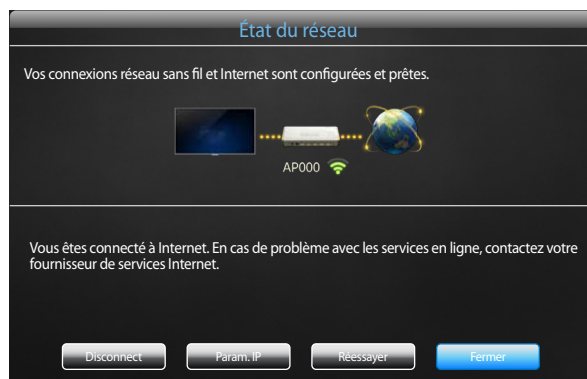 État du réseau
Vos connexions réseau sans fil et Internet sont configurées et prêtes.
AP000
Vous êtes connecté à Internet. En cas de problème avec les services en ligne, contactez votre
fournisseur de services Internet.
Disconnect Param. IP Réessayer Fermer